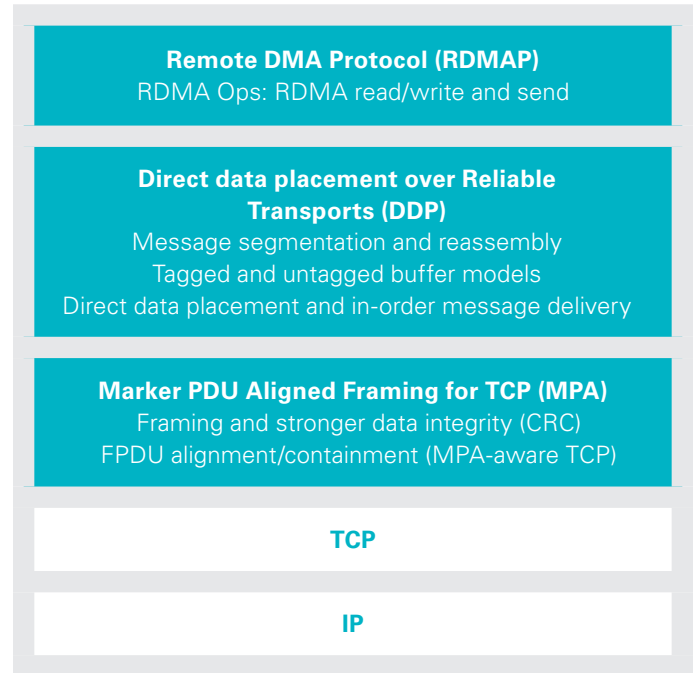 Remote DMA Protocol (RDMAP)
RDMA Ops: RDMA read/write and send
Direct data placement over Reliable
Transports (DDP)
Message segmentation and reassembly
Tagged and untagged buffer models
Direct data placement and in-order message delivery
Marker PDU Aligned Framing for TCP (MPA)
Framing and stronger data integrity (CRC)
FPDU alignment/containment (MPA-aware TCP)
TCP
IP